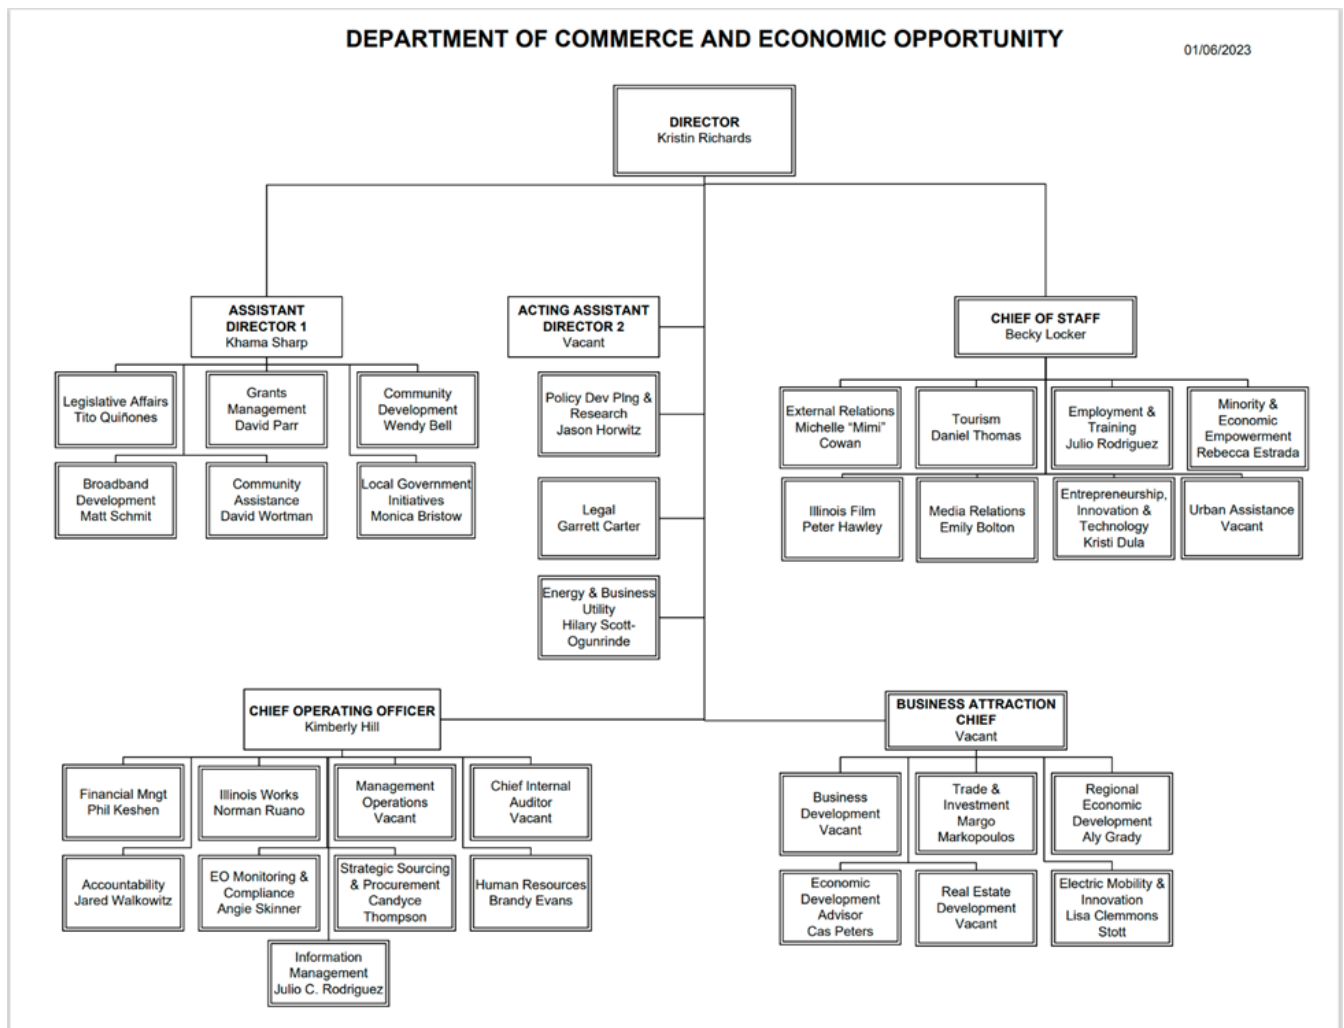 DEPARTMENT OF COMMERCE AND ECONOMIC OPPORTUNITY
01/06/2023
DIRECTOR
Kristin Richards
ASSISTANT
DIRECTOR 1
Khama Sharp
ACTING ASSISTANT
DIRECTOR 2
Vacant
CHIEF OF STAFF
Becky Locker
Legislative Affairs
Tito Quiñones
Grants
Management
David Parr
Community
Development
Wendy Bell
Broadband
Development
Matt Schmit
Community
Assistance
David Wortman
Local Government
Initiatives
Monica Bristow
Policy Dev Plng &
Research
Jason Horwitz
Legal
Garrett Carter
Energy & Business
Utility
Hilary Scott-
Ogunrinde
External Relations
Michelle “Mimi”
Cowan
Tourism
Daniel Thomas
Employment &
Training
Julio Rodriguez
Minority &
Economic
Empowerment
Rebecca Estrada
Illinois Film
Peter Hawley
Media Relations
Emily Bolton
Entrepreneurship,
Innovation &
Technology
Kristi Dula
Urban Assistance
Vacant
CHIEF OPERATING OFFICER
Kimberly Hill
BUSINESS ATTRACTION
CHIEF
Vacant
Financial Mngt
Phil Keshen
Illinois Works
Norman Ruano
Management
Operations
Vacant
Chief Internal
Auditor
Vacant
Accountability
Jared Walkowitz
EO Monitoring &
Compliance
Angie Skinner
Strategic Sourcing
& Procurement
Candyce
Thompson
Human Resources
Brandy Evans
Information
Management
Julio C. Rodriguez
Business
Development
Vacant
Trade &
Investment
Margo
Markopoulos
Regional
Economic
Development
Aly Grady
Economic
Development
Advisor
Cas Peters
Real Estate
Development
Vacant
Electric Mobility &
Innovation
Lisa Clemmons
Stott